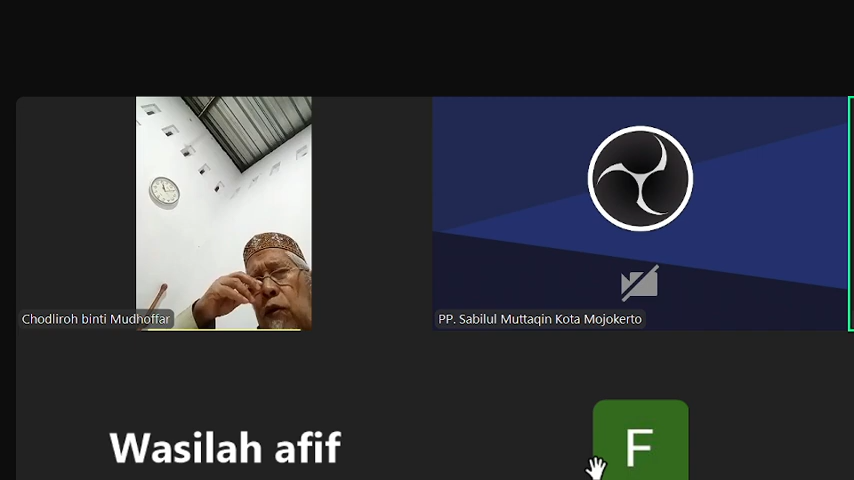 Chodliroh binti Mudhoffar
PP. Sabilul Muttaqin Kota Mojokerto
Wasilah afif
F